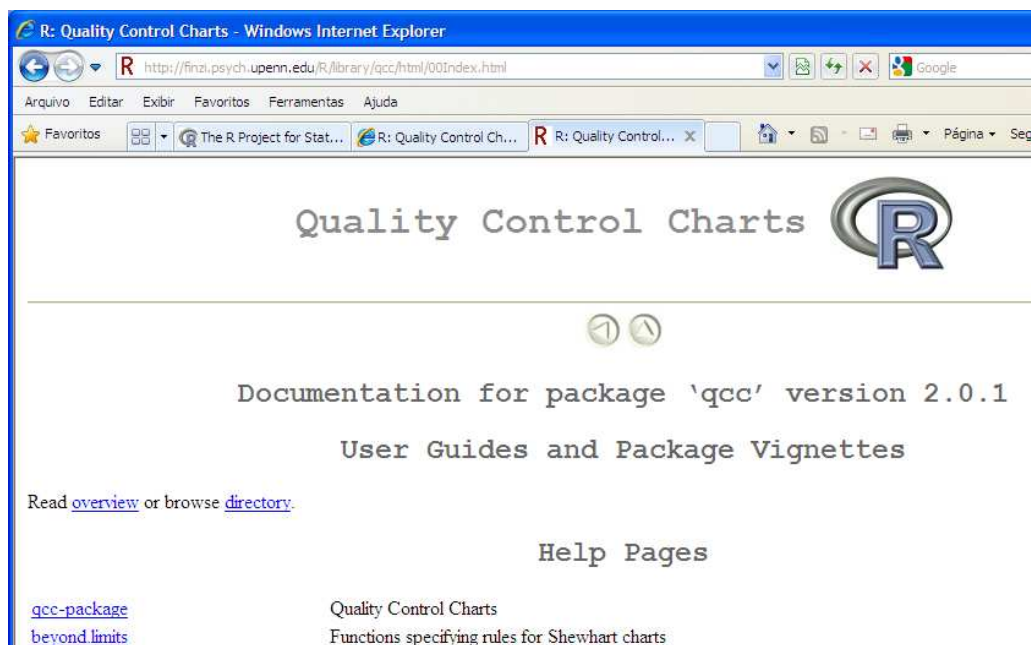 R: Quality Control Charts - Windows Internet Explorer
R http://finzi.psych.upenn.edu/R/library/qcc/html/00Index.html Google
Arquivo Editar Exibir Favoritos Ferramentas Ajuda
Favoritos The R Project for Stat... R: Quality Control Ch... R R: Quality Control... X Página Seg
Quality Control Charts R
Documentation for package ‘qcc’ version 2.0.1
User Guides and Package Vignettes
Read overview or browse directory.
Help Pages
qcc-package Quality Control Charts
beyond.limits Functions specifying rules for Shewhart charts